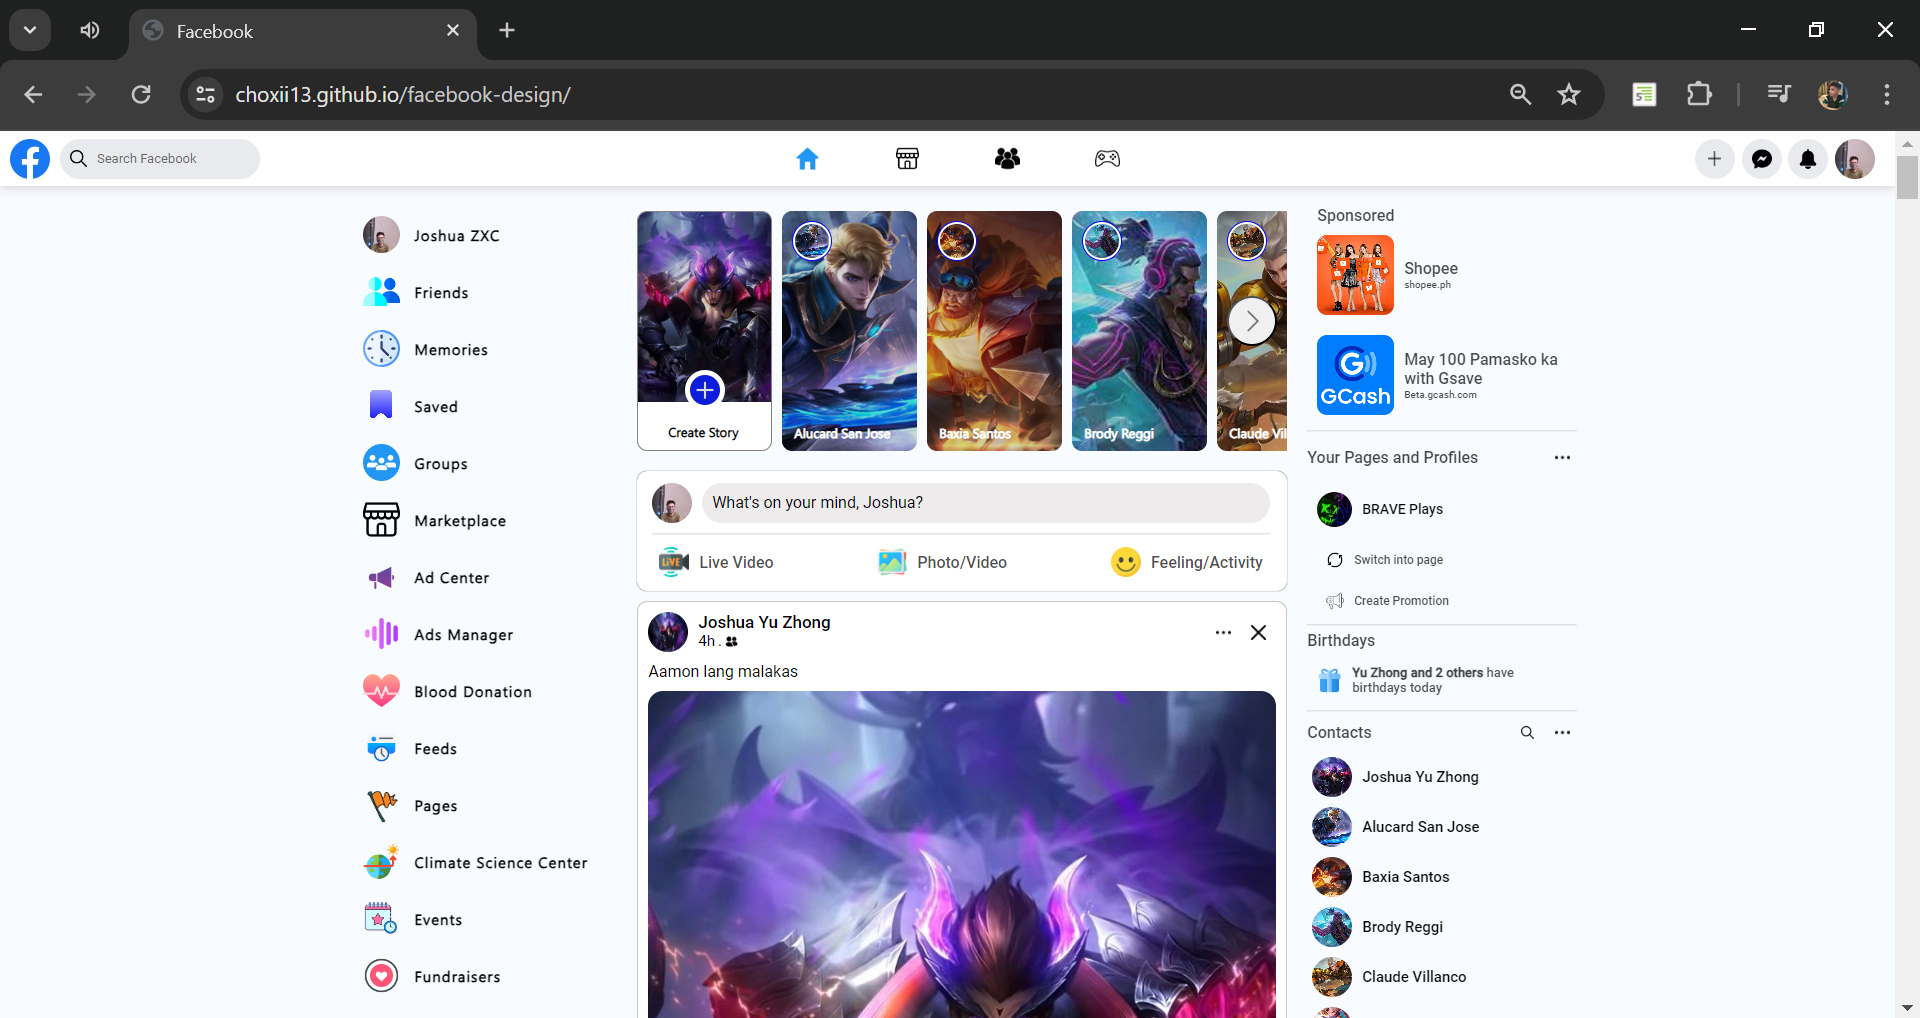 Facebook
choxii13.github.io/facebook-design/
Search Facebook
Joshua ZXC
Friends
Memories
Saved
Groups
Marketplace
Ad Center
Ads Manager
Blood Donation
Feeds
Pages
Climate Science Center
Events
Fundraisers
Create Story
Alucard San Jose
Baxia Santos
Brody Reggi
Claude Vil
What's on your mind, Joshua?
LIVE
Live Video
Photo/Video
Feeling/Activity
Joshua Yu Zhong
4h .
Aamon lang malakas
Sponsored
Shopee
shopee.ph
GCash
May 100 Pamasko ka
with Gsave
Beta.gcash.com
Your Pages and Profiles
BRAVE Plays
Switch into page
Create Promotion
Birthdays
Yu Zhong and 2 others have
birthdays today
Contacts
Joshua Yu Zhong
Alucard San Jose
Baxia Santos
Brody Reggi
Claude Villanco